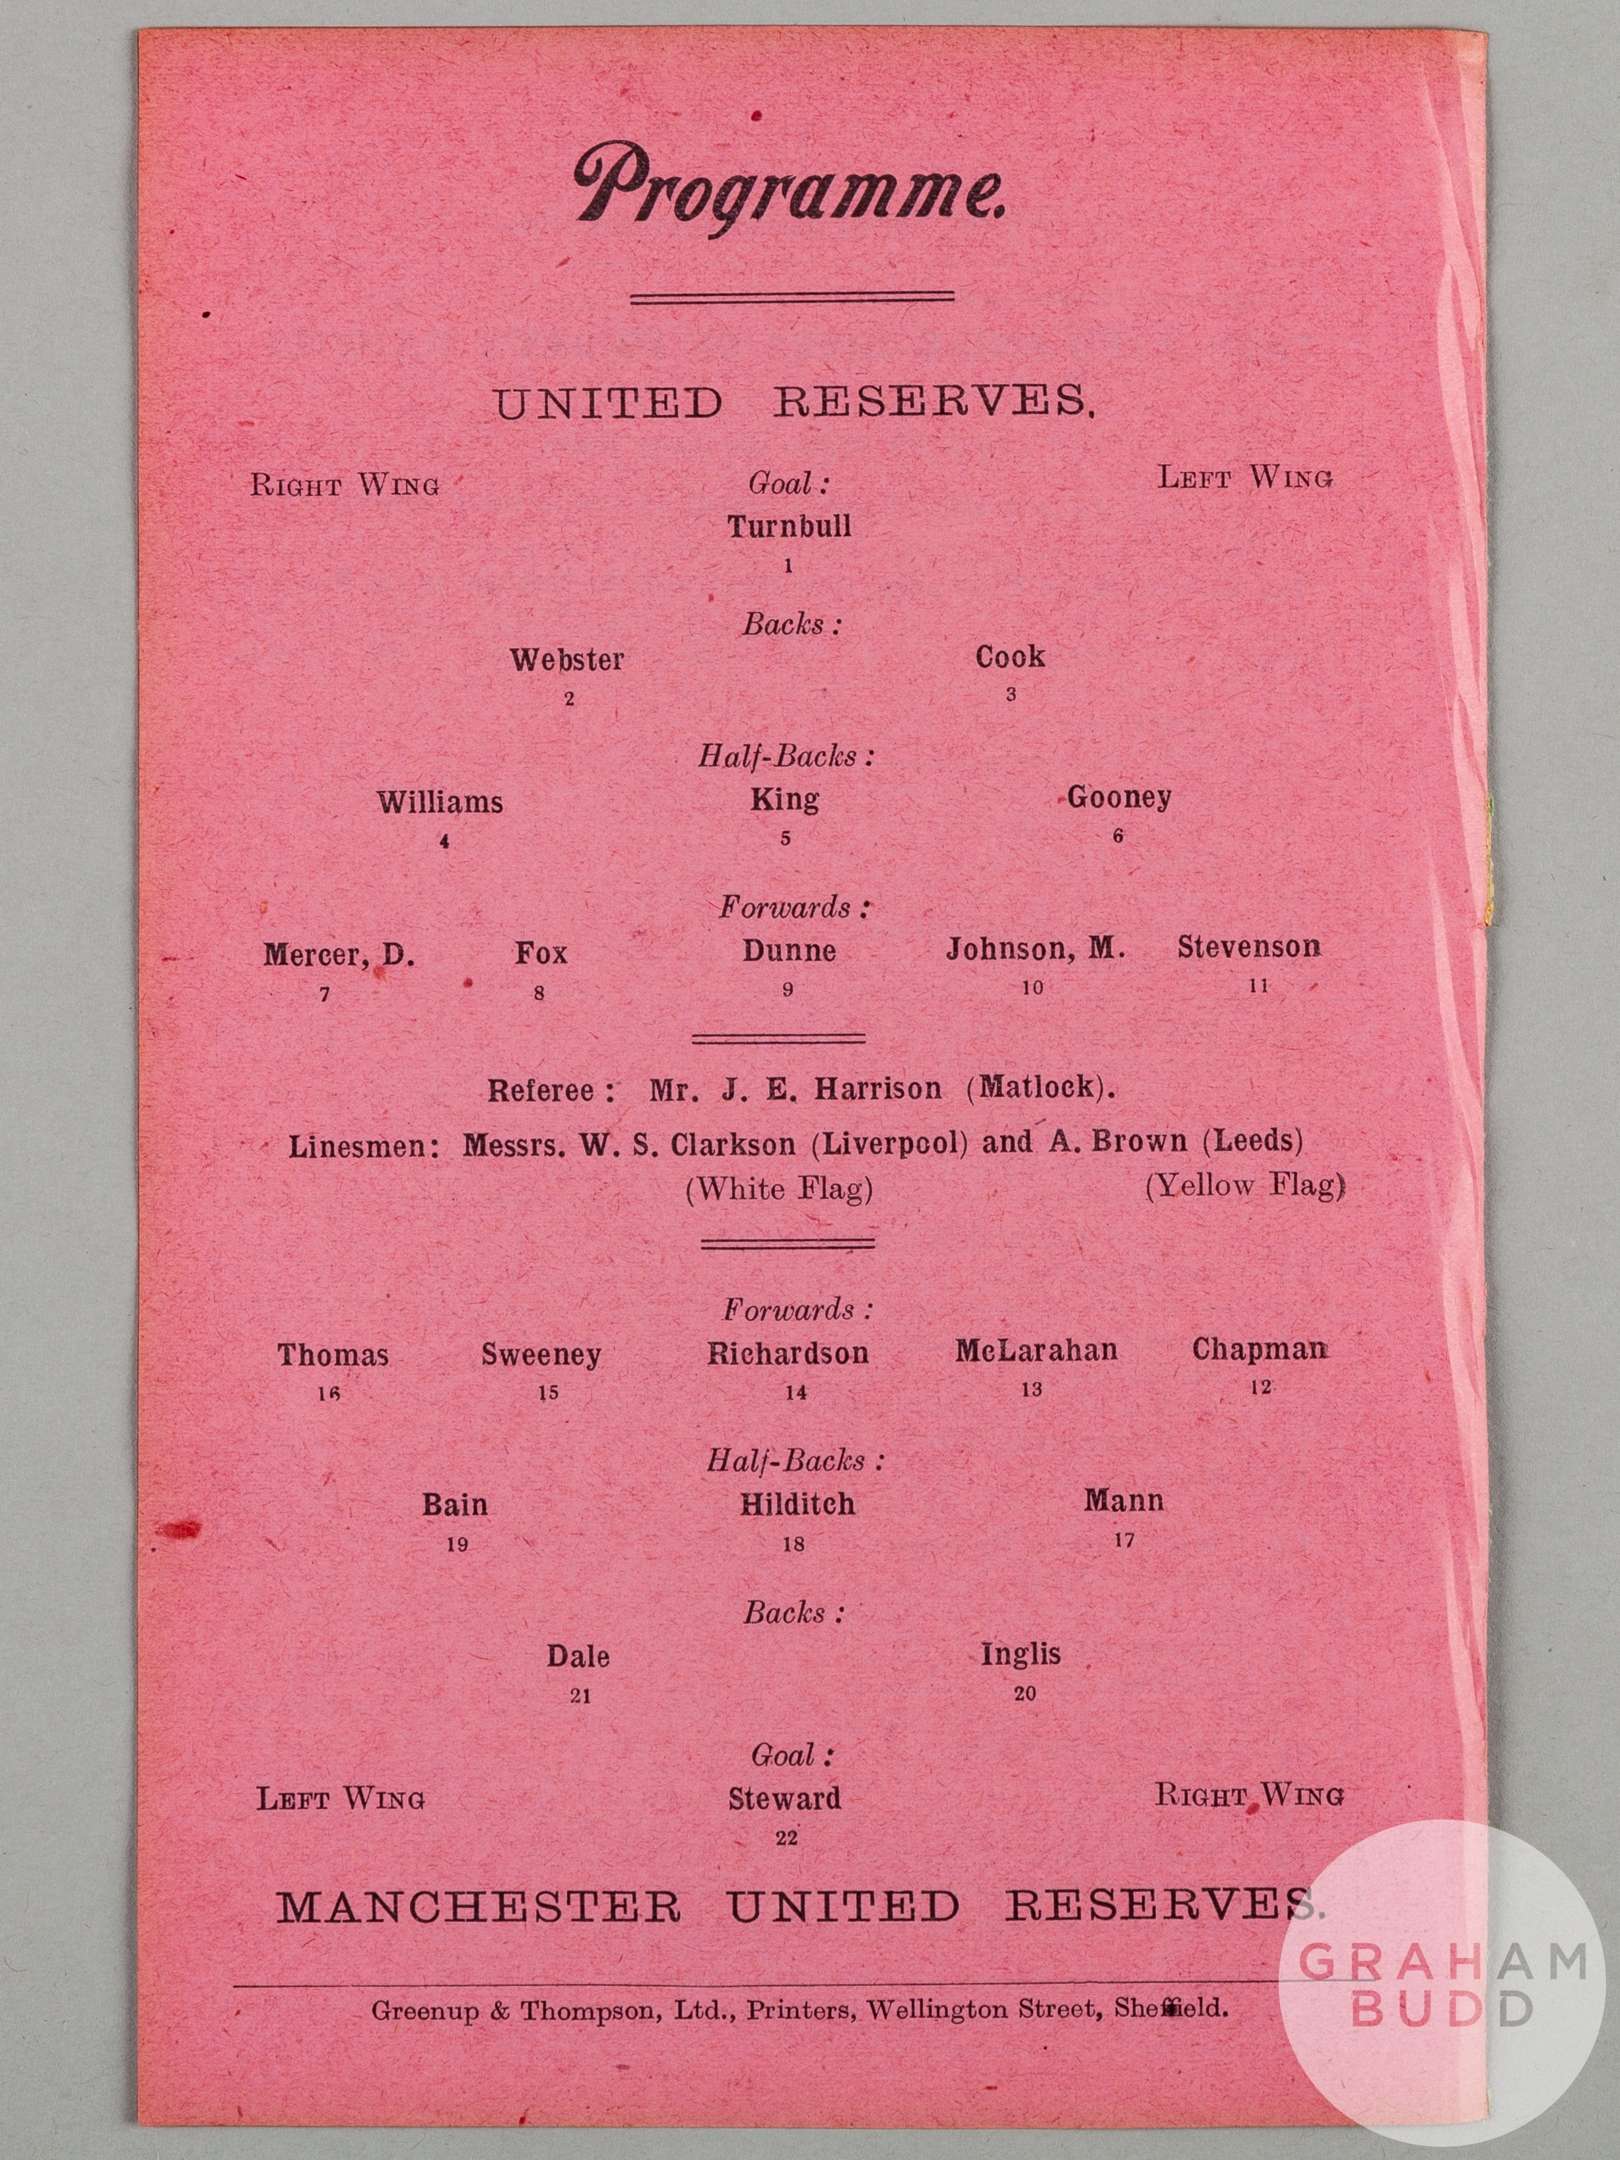 Programme.
UNITED RESERVES.
RIGHT WING Goal: LEFT WING
Turnbull
1
Backs:
Webster Cook
2 3
Half-Backs:
Williams King Gooney
4 5 6
Forwards:
Mercer, D. Fox Dunne Johnson, M. Stevenson
7 8 9 10 11
Referee: Mr. J. E. Harrison (Matlock).
Linesmen: Messrs. W. S. Clarkson (Liverpool) and A. Brown (Leeds)
(White Flag) (Yellow Flag)
Forwards:
Thomas Sweeney Richardson McLarahan Chapman
16 15 14 13 12
Half-Backs:
Bain Hilditch Mann
19 18 17
Backs:
Dale Inglis
21 20
Goal:
LEFT WING Steward RIGHT WING
22
MANCHESTER UNITED RESERVES.
Greenup & Thompson, Ltd., Printers, Wellington Street, Sheffield.
GRAHAM
BUDD